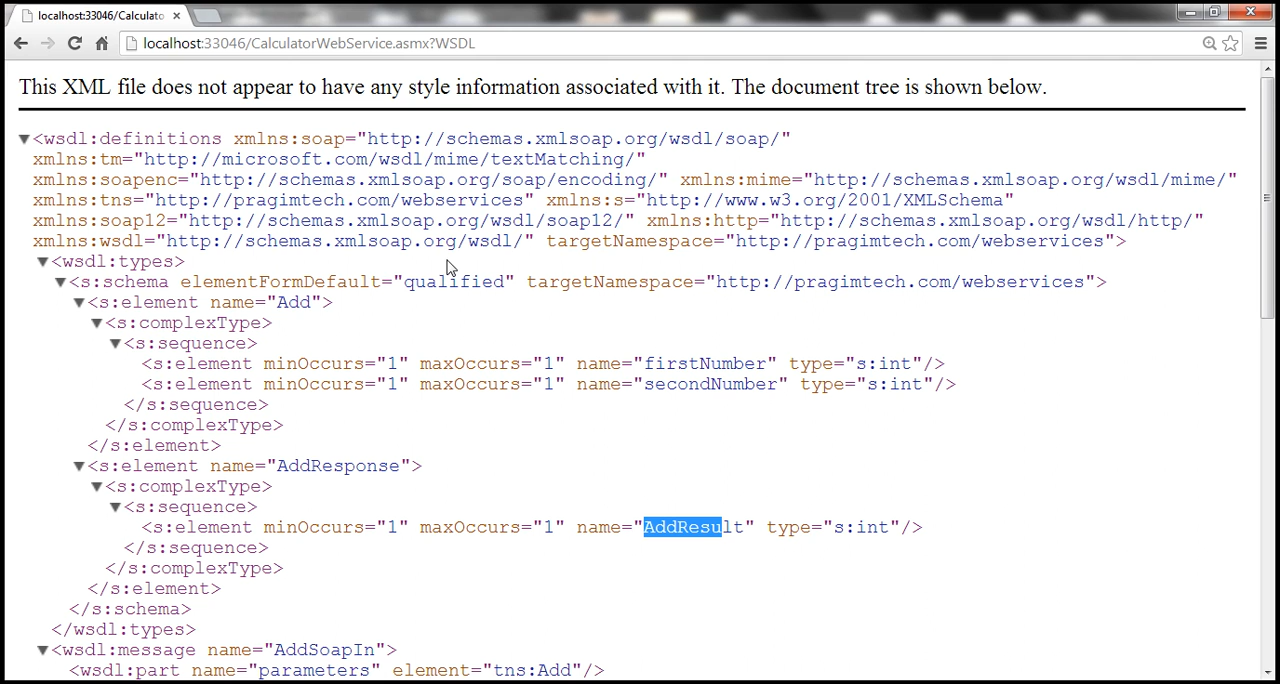 localhost:33046/Calculato
localhost:33046/CalculatorWebService.asmx?WSDL
This XML file does not appear to have any style information associated with it. The document tree is shown below.
<wsdl:definitions xmlns:soap="http://schemas.xmlsoap.org/wsdl/soap/"
xmlns:tm="http://microsoft.com/wsdl/mime/textMatching/"
xmlns:soapenc="http://schemas.xmlsoap.org/soap/encoding/" xmlns:mime="http://schemas.xmlsoap.org/wsdl/mime/"
xmlns:tns="http://pragimtech.com/webservices" xmlns:s="http://www.w3.org/2001/XMLSchema"
xmlns:soap12="http://schemas.xmlsoap.org/wsdl/soap12/" xmlns:http="http://schemas.xmlsoap.org/wsdl/http/"
xmlns:wsdl="http://schemas.xmlsoap.org/wsdl/" targetNamespace="http://pragimtech.com/webservices">
<wsdl:types>
<s:schema elementFormDefault="qualified" targetNamespace="http://pragimtech.com/webservices">
<s:element name="Add">
<s:complexType>
<s:sequence>
<s:element minOccurs="1" maxOccurs="1" name="firstNumber" type="s:int"/>
<s:element minOccurs="1" maxOccurs="1" name="secondNumber" type="s:int"/>
</s:sequence>
</s:complexType>
</s:element>
<s:element name="AddResponse">
<s:complexType>
<s:sequence>
<s:element minOccurs="1" maxOccurs="1" name="AddResult" type="s:int"/>
</s:sequence>
</s:complexType>
</s:element>
</s:schema>
</wsdl:types>
<wsdl:message name="AddSoapIn">
<wsdl:part name="parameters" element="tns:Add"/>